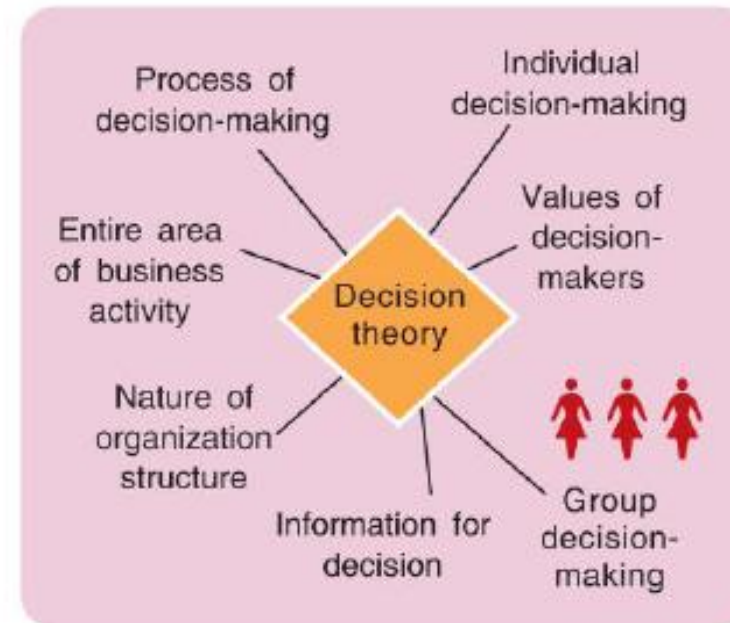 Process of
decision-making
Individual
decision-making
Entire area
of business
activity
Values of
decision-
makers
Decision
theory
Nature of
organization
structure
Information for
decision
Group
decision-
making